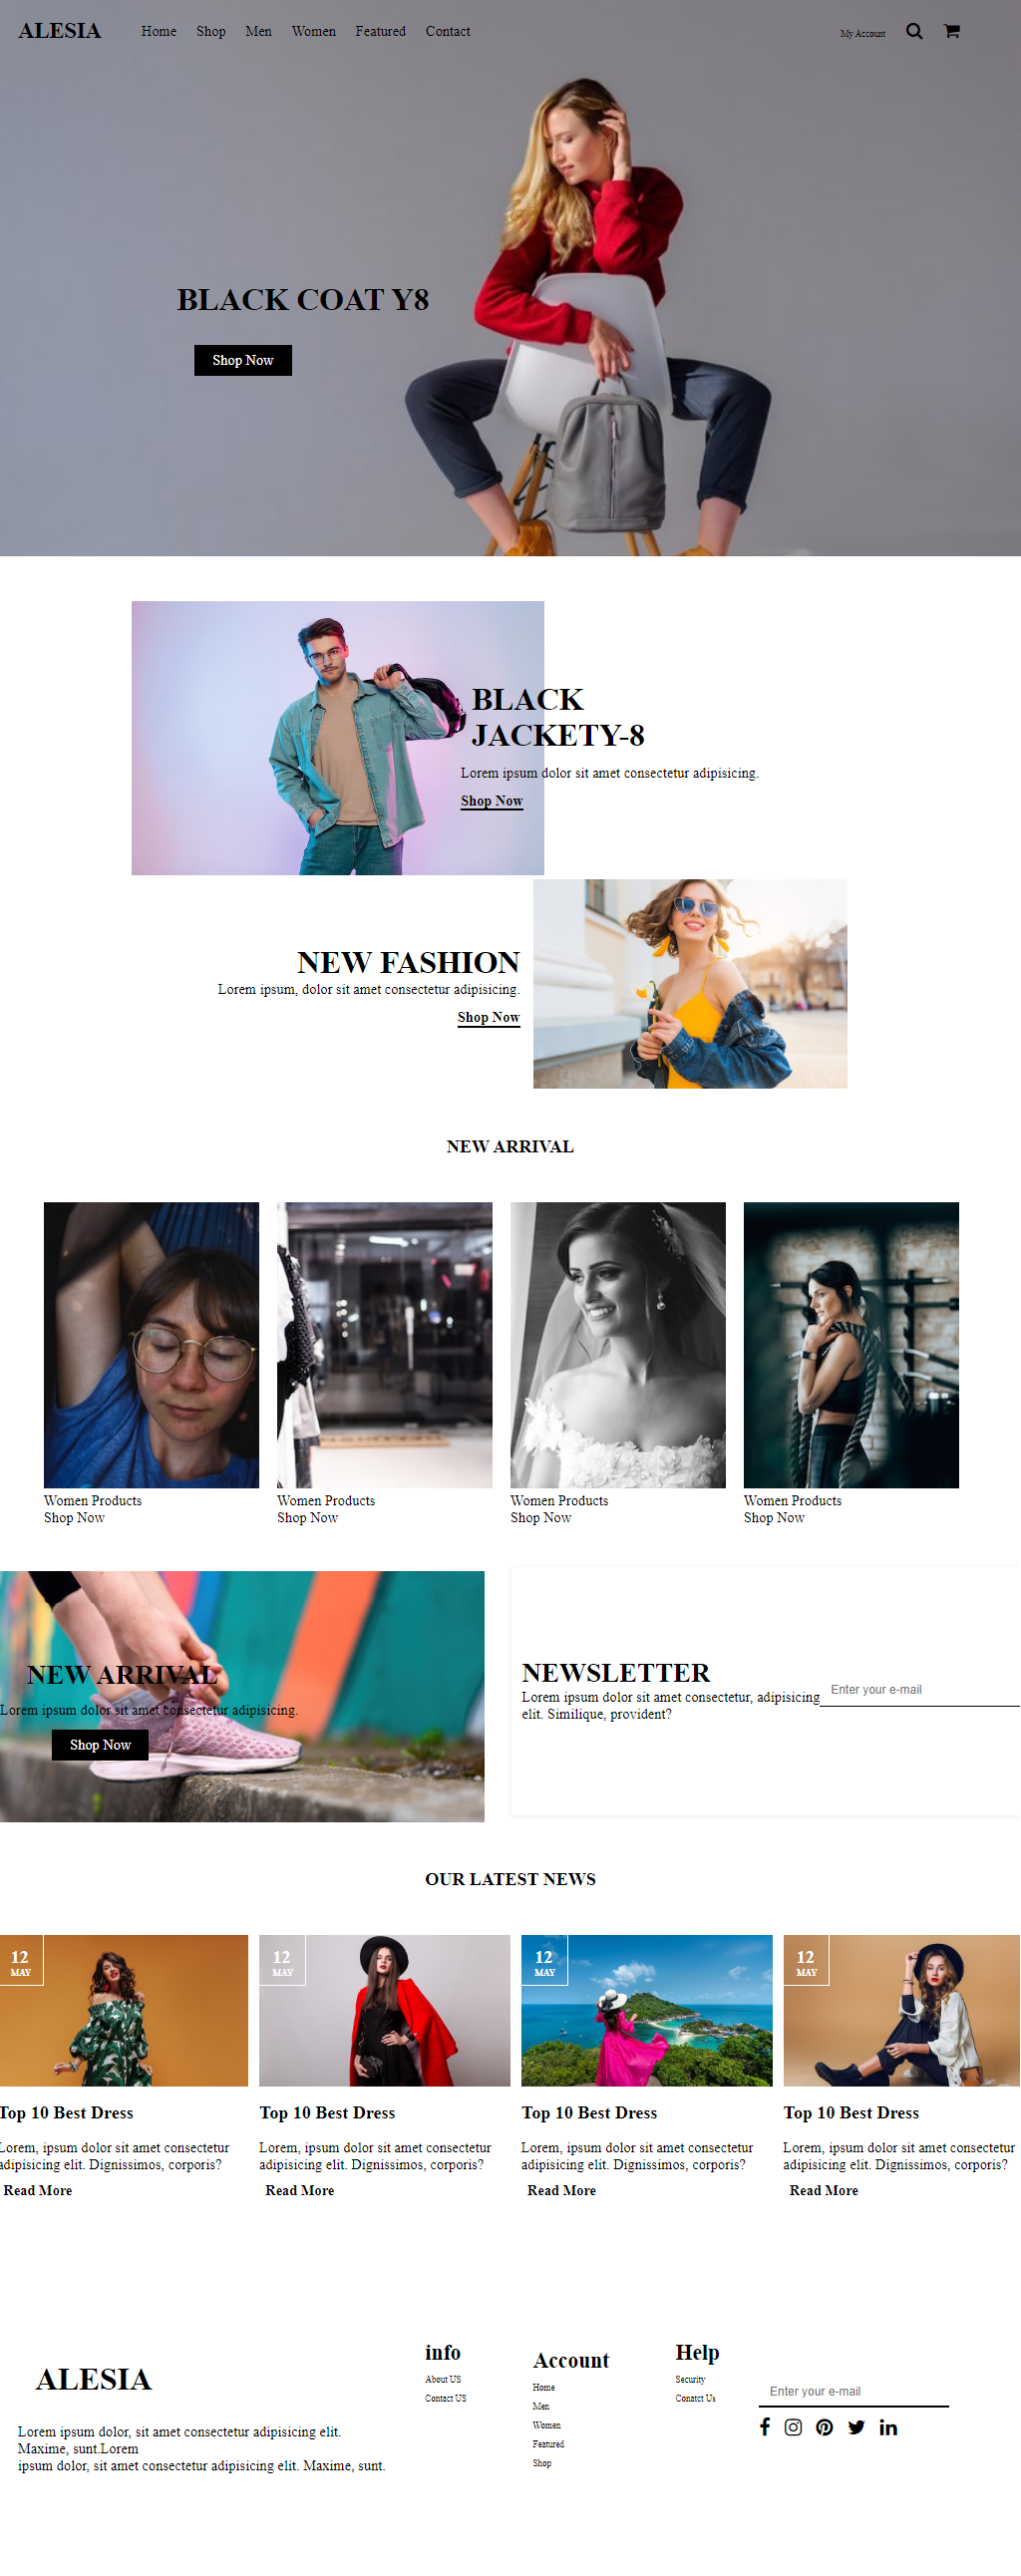 ALESIA
Home Shop Men Women Featured Contact
My Account
BLACK COAT Y8
Shop Now
BLACK
JACKETY-8
Lorem ipsum dolor sit amet consectetur adipisicing.
Shop Now
NEW FASHION
Lorem ipsum, dolor sit amet consectetur adipisicing.
Shop Now
NEW ARRIVAL
Women Products
Shop Now
Women Products
Shop Now
Women Products
Shop Now
Women Products
Shop Now
NEW ARRIVAL
Lorem ipsum dolor sit amet consectetur adipisicing.
Shop Now
NEWSLETTER
Lorem ipsum dolor sit amet consectetur, adipisicing
elit. Similique, provident?
Enter your e-mail
OUR LATEST NEWS
12
MAY
Top 10 Best Dress
Lorem, ipsum dolor sit amet consectetur
adipisicing elit. Dignissimos, corporis?
Read More
12
MAY
Top 10 Best Dress
Lorem, ipsum dolor sit amet consectetur
adipisicing elit. Dignissimos, corporis?
Read More
12
MAY
Top 10 Best Dress
Lorem, ipsum dolor sit amet consectetur
adipisicing elit. Dignissimos, corporis?
Read More
12
MAY
Top 10 Best Dress
Lorem, ipsum dolor sit amet consectetur
adipisicing elit. Dignissimos, corporis?
Read More
ALESIA
Lorem ipsum dolor, sit amet consectetur adipisicing elit.
Maxime, sunt.Lorem
ipsum dolor, sit amet consectetur adipisicing elit. Maxime, sunt.
info
About US
Contact US
Account
Home
Men
Women
Featured
Shop
Help
Security
Conatct Us
Enter your e-mail